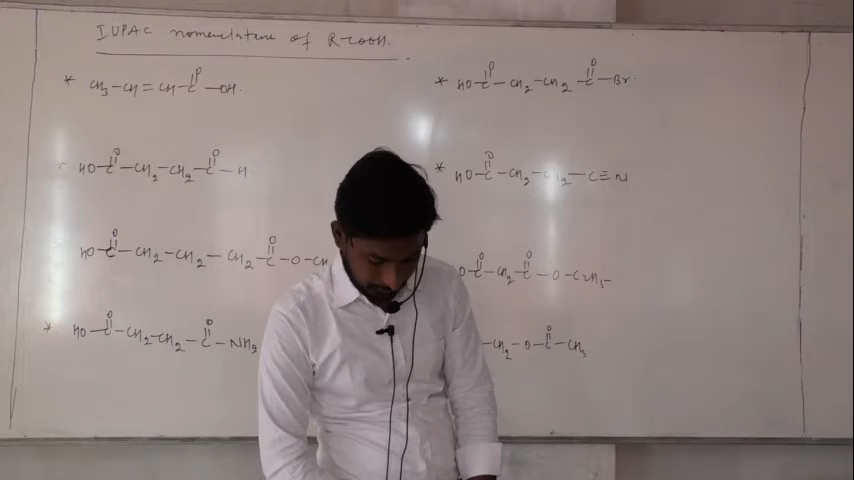 IUPAC nomenclature of R-COOH.
* CH3-CH=CH-C(=O)-OH.
* HO-C(=O)-CH2-CH2-C(=O)-Br.
* HO-C(=O)-CH2-CH2-C(=O)-H.
* HO-C(=O)-CH2-CH2-C≡N
HO-C(=O)-CH2-CH2-CH2-C(=O)-O-CH
O-C(=O)-CH2-C(=O)-O-C2H5
* HO-C(=O)-CH2-CH2-C(=O)-NH2
-CH2-O-C(=O)-CH3